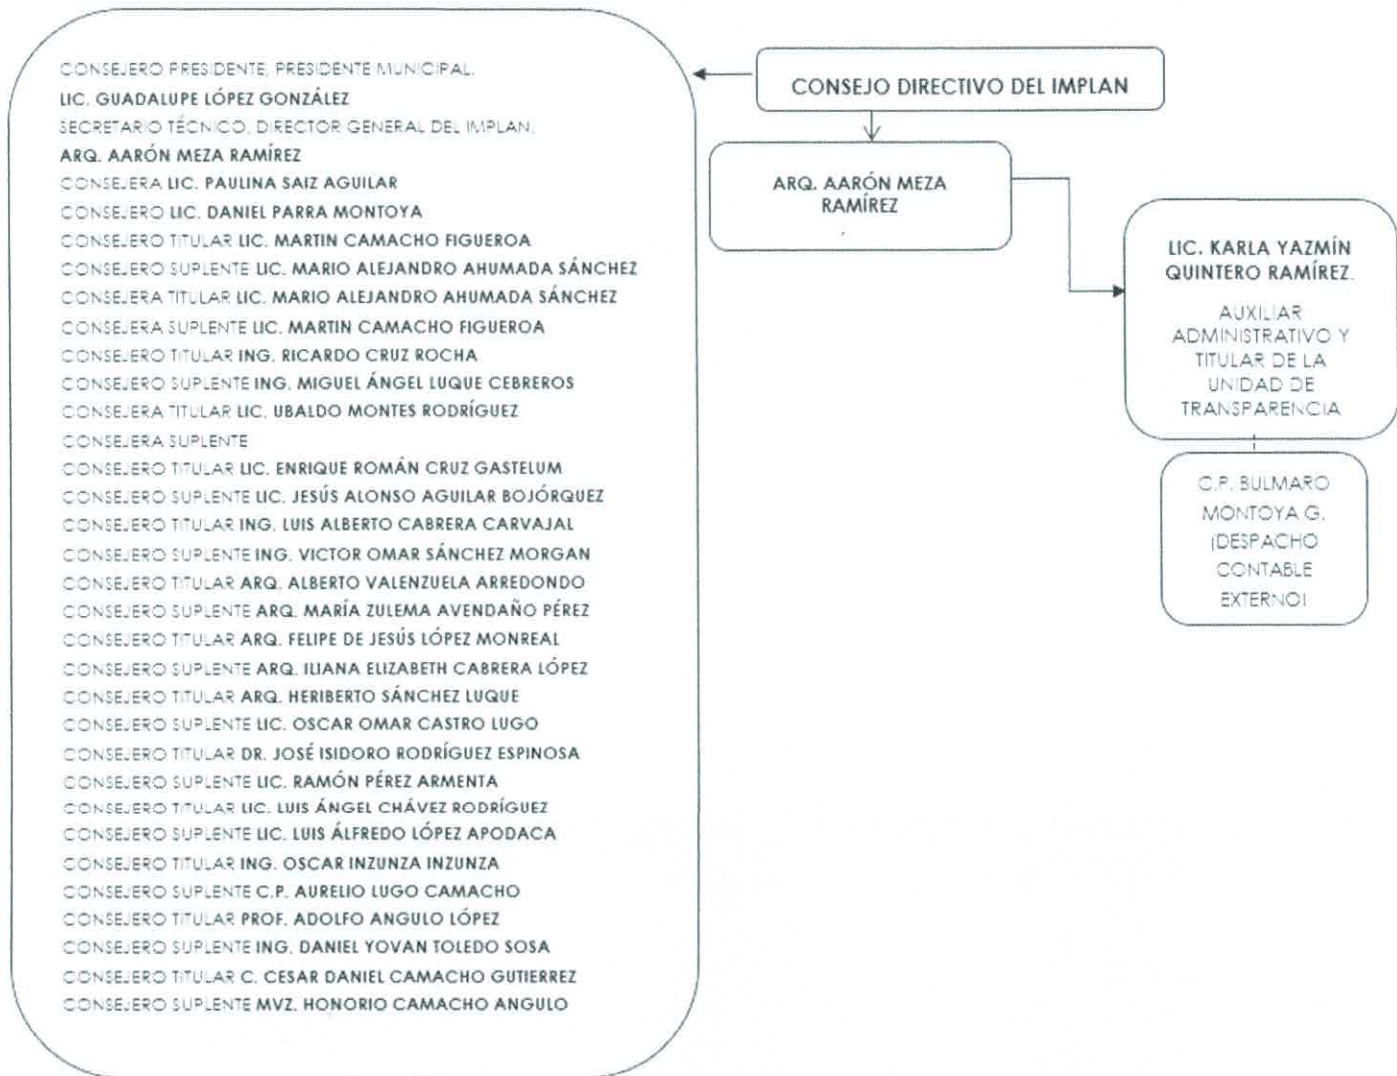 CONSEJERO PRESIDENTE, PRESIDENTE MUNICIPAL.
LIC. GUADALUPE LÓPEZ GONZÁLEZ
SECRETARIO TÉCNICO, DIRECTOR GENERAL DEL IMPLAN.
ARQ. AARÓN MEZA RAMÍREZ
CONSEJERA LIC. PAULINA SAIZ AGUILAR
CONSEJERO LIC. DANIEL PARRA MONTOYA
CONSEJERO TITULAR LIC. MARTIN CAMACHO FIGUEROA
CONSEJERO SUPLENTE LIC. MARIO ALEJANDRO AHUMADA SÁNCHEZ
CONSEJERA TITULAR LIC. MARIO ALEJANDRO AHUMADA SÁNCHEZ
CONSEJERA SUPLENTE LIC. MARTIN CAMACHO FIGUEROA
CONSEJERO TITULAR ING. RICARDO CRUZ ROCHA
CONSEJERO SUPLENTE ING. MIGUEL ÁNGEL LUQUE CEBREROS
CONSEJERA TITULAR LIC. UBALDO MONTES RODRÍGUEZ
CONSEJERA SUPLENTE
CONSEJERO TITULAR LIC. ENRIQUE ROMÁN CRUZ GASTELUM
CONSEJERO SUPLENTE LIC. JESÚS ALONSO AGUILAR BOJÓRQUEZ
CONSEJERO TITULAR ING. LUIS ALBERTO CABRERA CARVAJAL
CONSEJERO SUPLENTE ING. VICTOR OMAR SÁNCHEZ MORGAN
CONSEJERO TITULAR ARQ. ALBERTO VALENZUELA ARREDONDO
CONSEJERO SUPLENTE ARQ. MARÍA ZULEMA AVENDAÑO PÉREZ
CONSEJERO TITULAR ARQ. FELIPE DE JESÚS LÓPEZ MONREAL
CONSEJERO SUPLENTE ARQ. ILIANA ELIZABETH CABRERA LÓPEZ
CONSEJERO TITULAR ARQ. HERIBERTO SÁNCHEZ LUQUE
CONSEJERO SUPLENTE LIC. OSCAR OMAR CASTRO LUGO
CONSEJERO TITULAR DR. JOSÉ ISIDORO RODRÍGUEZ ESPINOSA
CONSEJERO SUPLENTE LIC. RAMÓN PÉREZ ARMENTA
CONSEJERO TITULAR LIC. LUIS ÁNGEL CHÁVEZ RODRÍGUEZ
CONSEJERO SUPLENTE LIC. LUIS ÁLFREDO LÓPEZ APODACA
CONSEJERO TITULAR ING. OSCAR INZUNZA INZUNZA
CONSEJERO SUPLENTE C.P. AURELIO LUGO CAMACHO
CONSEJERO TITULAR PROF. ADOLFO ANGULO LÓPEZ
CONSEJERO SUPLENTE ING. DANIEL YOVAN TOLEDO SOSA
CONSEJERO TITULAR C. CESAR DANIEL CAMACHO GUTIERREZ
CONSEJERO SUPLENTE MVZ. HONORIO CAMACHO ANGULO
CONSEJO DIRECTIVO DEL IMPLAN
ARQ. AARÓN MEZA
RAMÍREZ
LIC. KARLA YAZMÍN
QUINTERO RAMÍREZ.
AUXILIAR
ADMINISTRATIVO Y
TITULAR DE LA
UNIDAD DE
TRANSPARENCIA
C.P. BULMARO
MONTOYA G.
(DESPACHO
CONTABLE
EXTERNO)